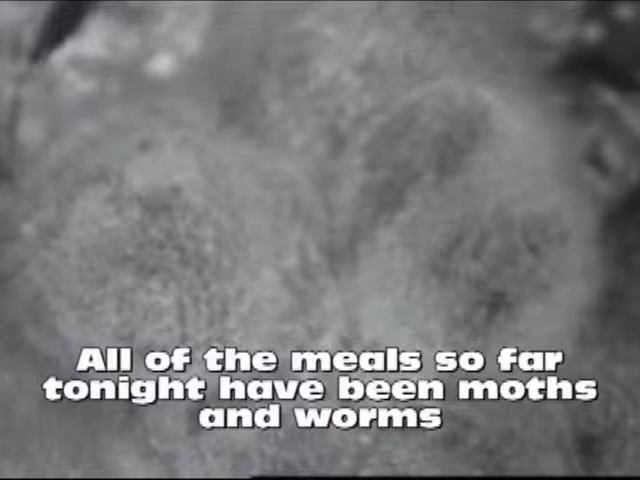 All of the meals so far
tonight have been moths
and worms